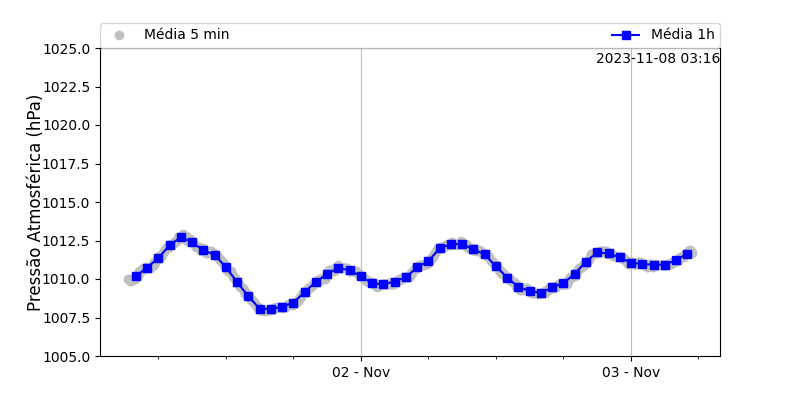 Média 5 min
Média 1h
2023-11-08 03:16
Pressão Atmosférica (hPa)
1025.0
1022.5
1020.0
1017.5
1015.0
1012.5
1010.0
1007.5
1005.0
02 - Nov
03 - Nov